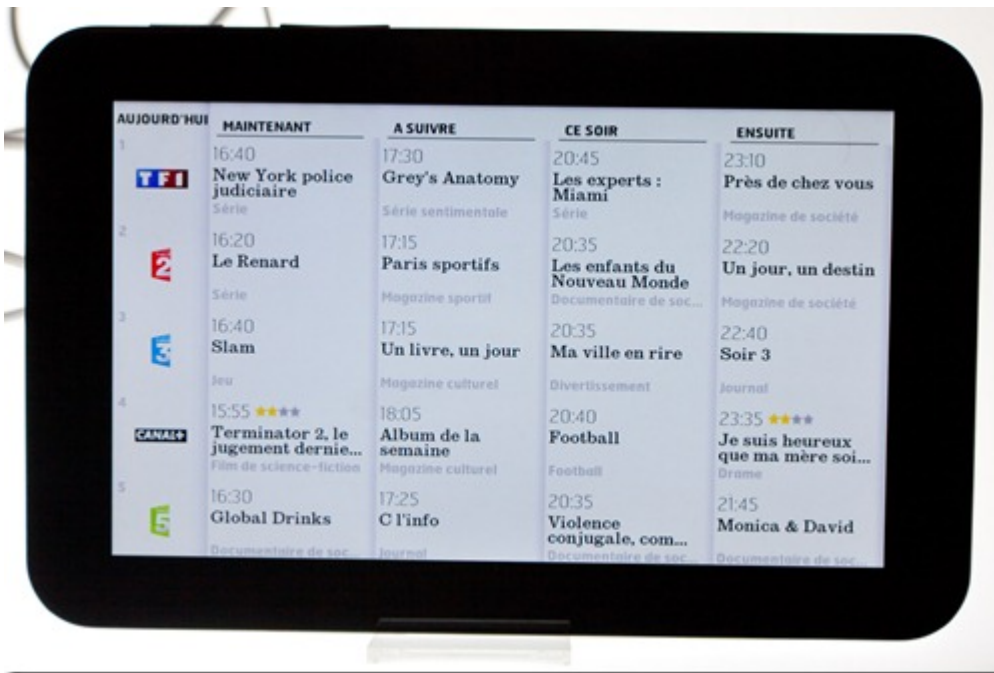 AUJOURD'HUI
MAINTENANT
A SUIVRE
CE SOIR
ENSUITE
1
TF1
16:40
New York police
judiciaire
Série
17:30
Grey's Anatomy
Série sentimentale
20:45
Les experts :
Miami
Série
23:10
Près de chez vous
Magazine de société
2
2
16:20
Le Renard
Série
17:15
Paris sportifs
Magazine sportif
20:35
Les enfants du
Nouveau Monde
Documentaire de soc...
22:20
Un jour, un destin
Magazine de société
3
3
16:40
Slam
Jeu
17:15
Un livre, un jour
Magazine culturel
20:35
Ma ville en rire
Divertissement
22:40
Soir 3
Journal
4
CANAL+
15:55
Terminator 2, le
jugement dernie...
Film de science-fiction
18:05
Album de la
semaine
Magazine culturel
20:40
Football
Football
23:35
Je suis heureux
que ma mère soi...
Drame
5
5
16:30
Global Drinks
Documentaire de soc...
17:25
C l'info
Journal
20:35
Violence
conjugale, com...
Documentaire de soc...
21:45
Monica & David
Documentaire de soc...